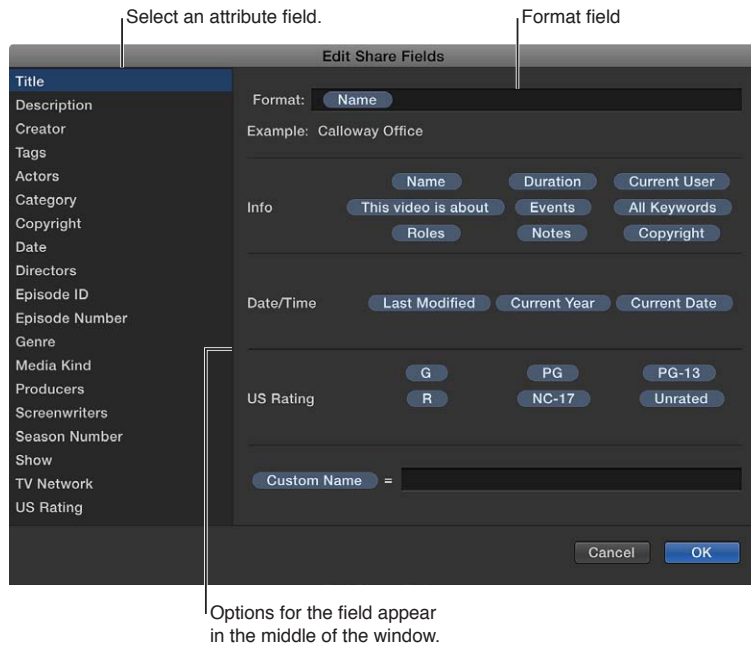 Select an attribute field.
Format field
Edit Share Fields
Title
Description
Creator
Tags
Actors
Category
Copyright
Date
Directors
Episode ID
Episode Number
Genre
Media Kind
Producers
Screenwriters
Season Number
Show
TV Network
US Rating
Format: Name
Example: Calloway Office
Info
Name Duration Current User
This video is about Events All Keywords
Roles Notes Copyright
Date/Time Last Modified Current Year Current Date
US Rating
G PG PG-13
R NC-17 Unrated
Custom Name =
Cancel OK
Options for the field appear
in the middle of the window.